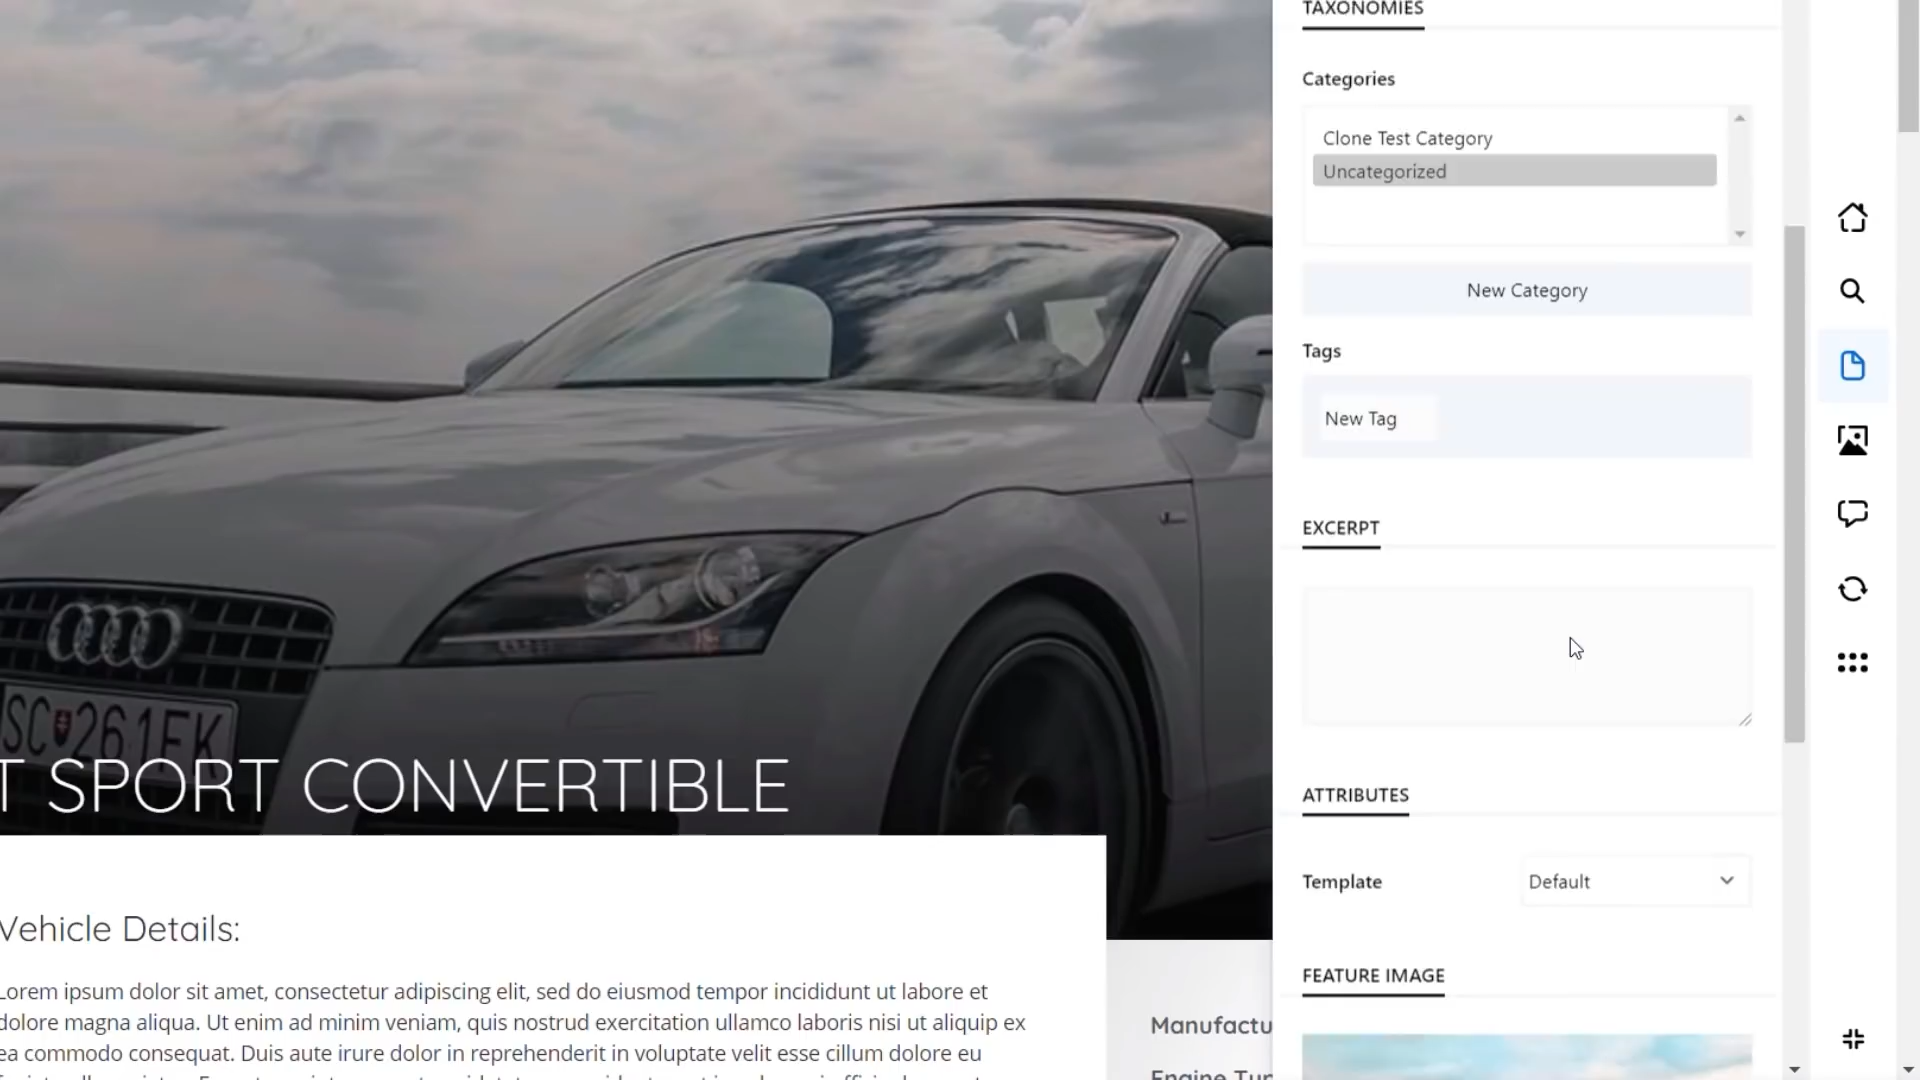 TAXONOMIES
Categories
Clone Test Category
Uncategorized
New Category
Tags
New Tag
EXCERPT
ATTRIBUTES
Template
Default
FEATURE IMAGE
SC 261FK
T SPORT CONVERTIBLE
Vehicle Details:
Lorem ipsum dolor sit amet, consectetur adipiscing elit, sed do eiusmod tempor incididunt ut labore et
dolore magna aliqua. Ut enim ad minim veniam, quis nostrud exercitation ullamco laboris nisi ut aliquip ex
ea commodo consequat. Duis aute irure dolor in reprehenderit in voluptate velit esse cillum dolore eu
Manufactu